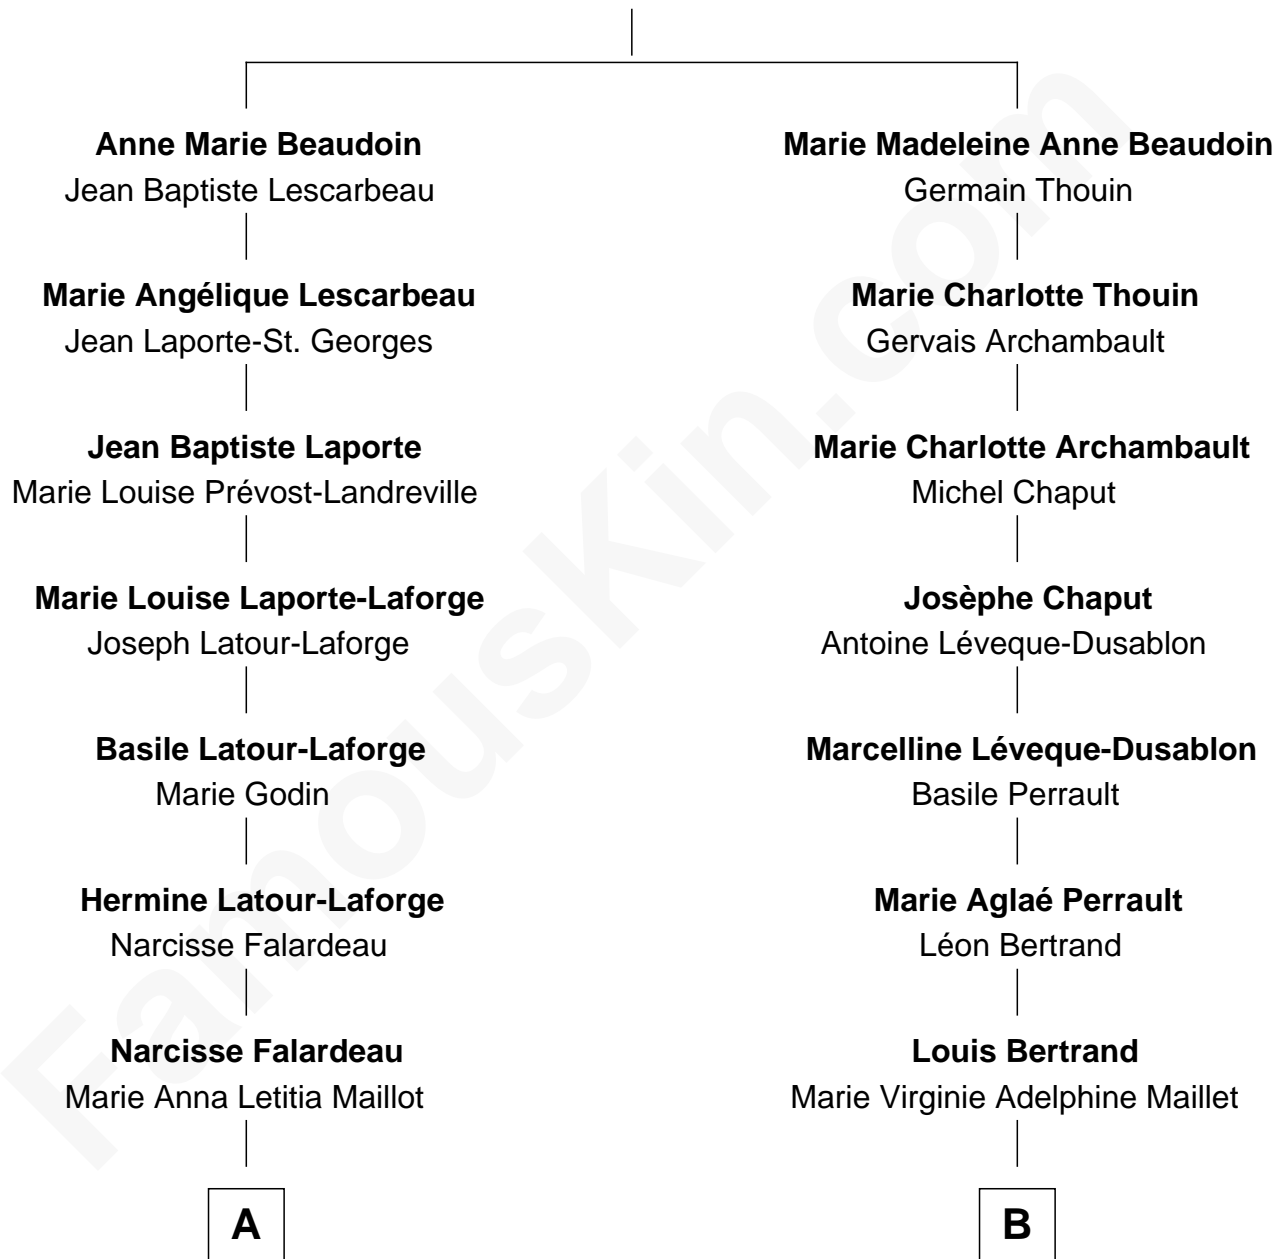 Anne Marie Beaudoin
Jean Baptiste Lescarbeau
Marie Angélique Lescarbeau
Jean Laporte-St. Georges
Jean Baptiste Laporte
Marie Louise Prévost-Landreville
Marie Louise Laporte-Laforge
Joseph Latour-Laforge
Basile Latour-Laforge
Marie Godin
Hermine Latour-Laforge
Narcisse Falardeau
Narcisse Falardeau
Marie Anna Letitia Maillot
A
Marie Madeleine Anne Beaudoin
Germain Thouin
Marie Charlotte Thouin
Gervais Archambault
Marie Charlotte Archambault
Michel Chaput
Josèphe Chaput
Antoine Léveque-Dusablon
Marcelline Léveque-Dusablon
Basile Perrault
Marie Aglaé Perrault
Léon Bertrand
Louis Bertrand
Marie Virginie Adelphine Maillet
B
FamousKin.com